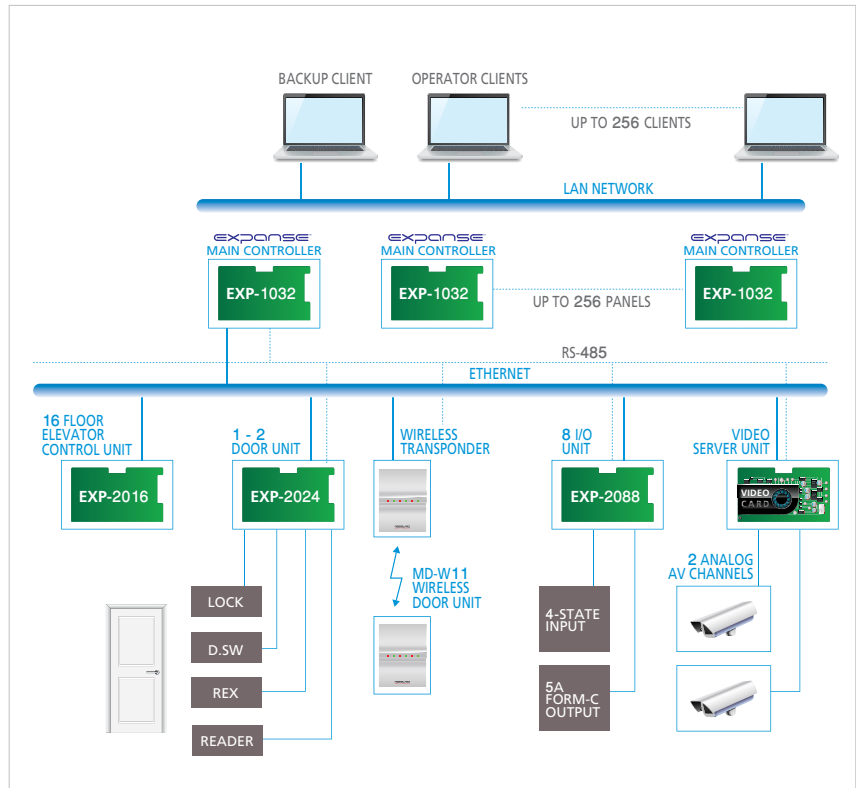 BACKUP CLIENT
OPERATOR CLIENTS
UP TO 256 CLIENTS
LAN NETWORK
expanse
MAIN CONTROLLER
EXP-1032
expanse
MAIN CONTROLLER
EXP-1032
UP TO 256 PANELS
expanse
MAIN CONTROLLER
EXP-1032
RS-485
ETHERNET
16 FLOOR
ELEVATOR
CONTROL UNIT
EXP-2016
1 - 2
DOOR UNIT
EXP-2024
WIRELESS
TRANSPONDER
8 I/O
UNIT
EXP-2088
VIDEO
SERVER UNIT
VIDEO
CARD
LOCK
D.SW
REX
READER
MD-W11
WIRELESS
DOOR UNIT
4-STATE
INPUT
5A
FORM-C
OUTPUT
2 ANALOG
AV CHANNELS